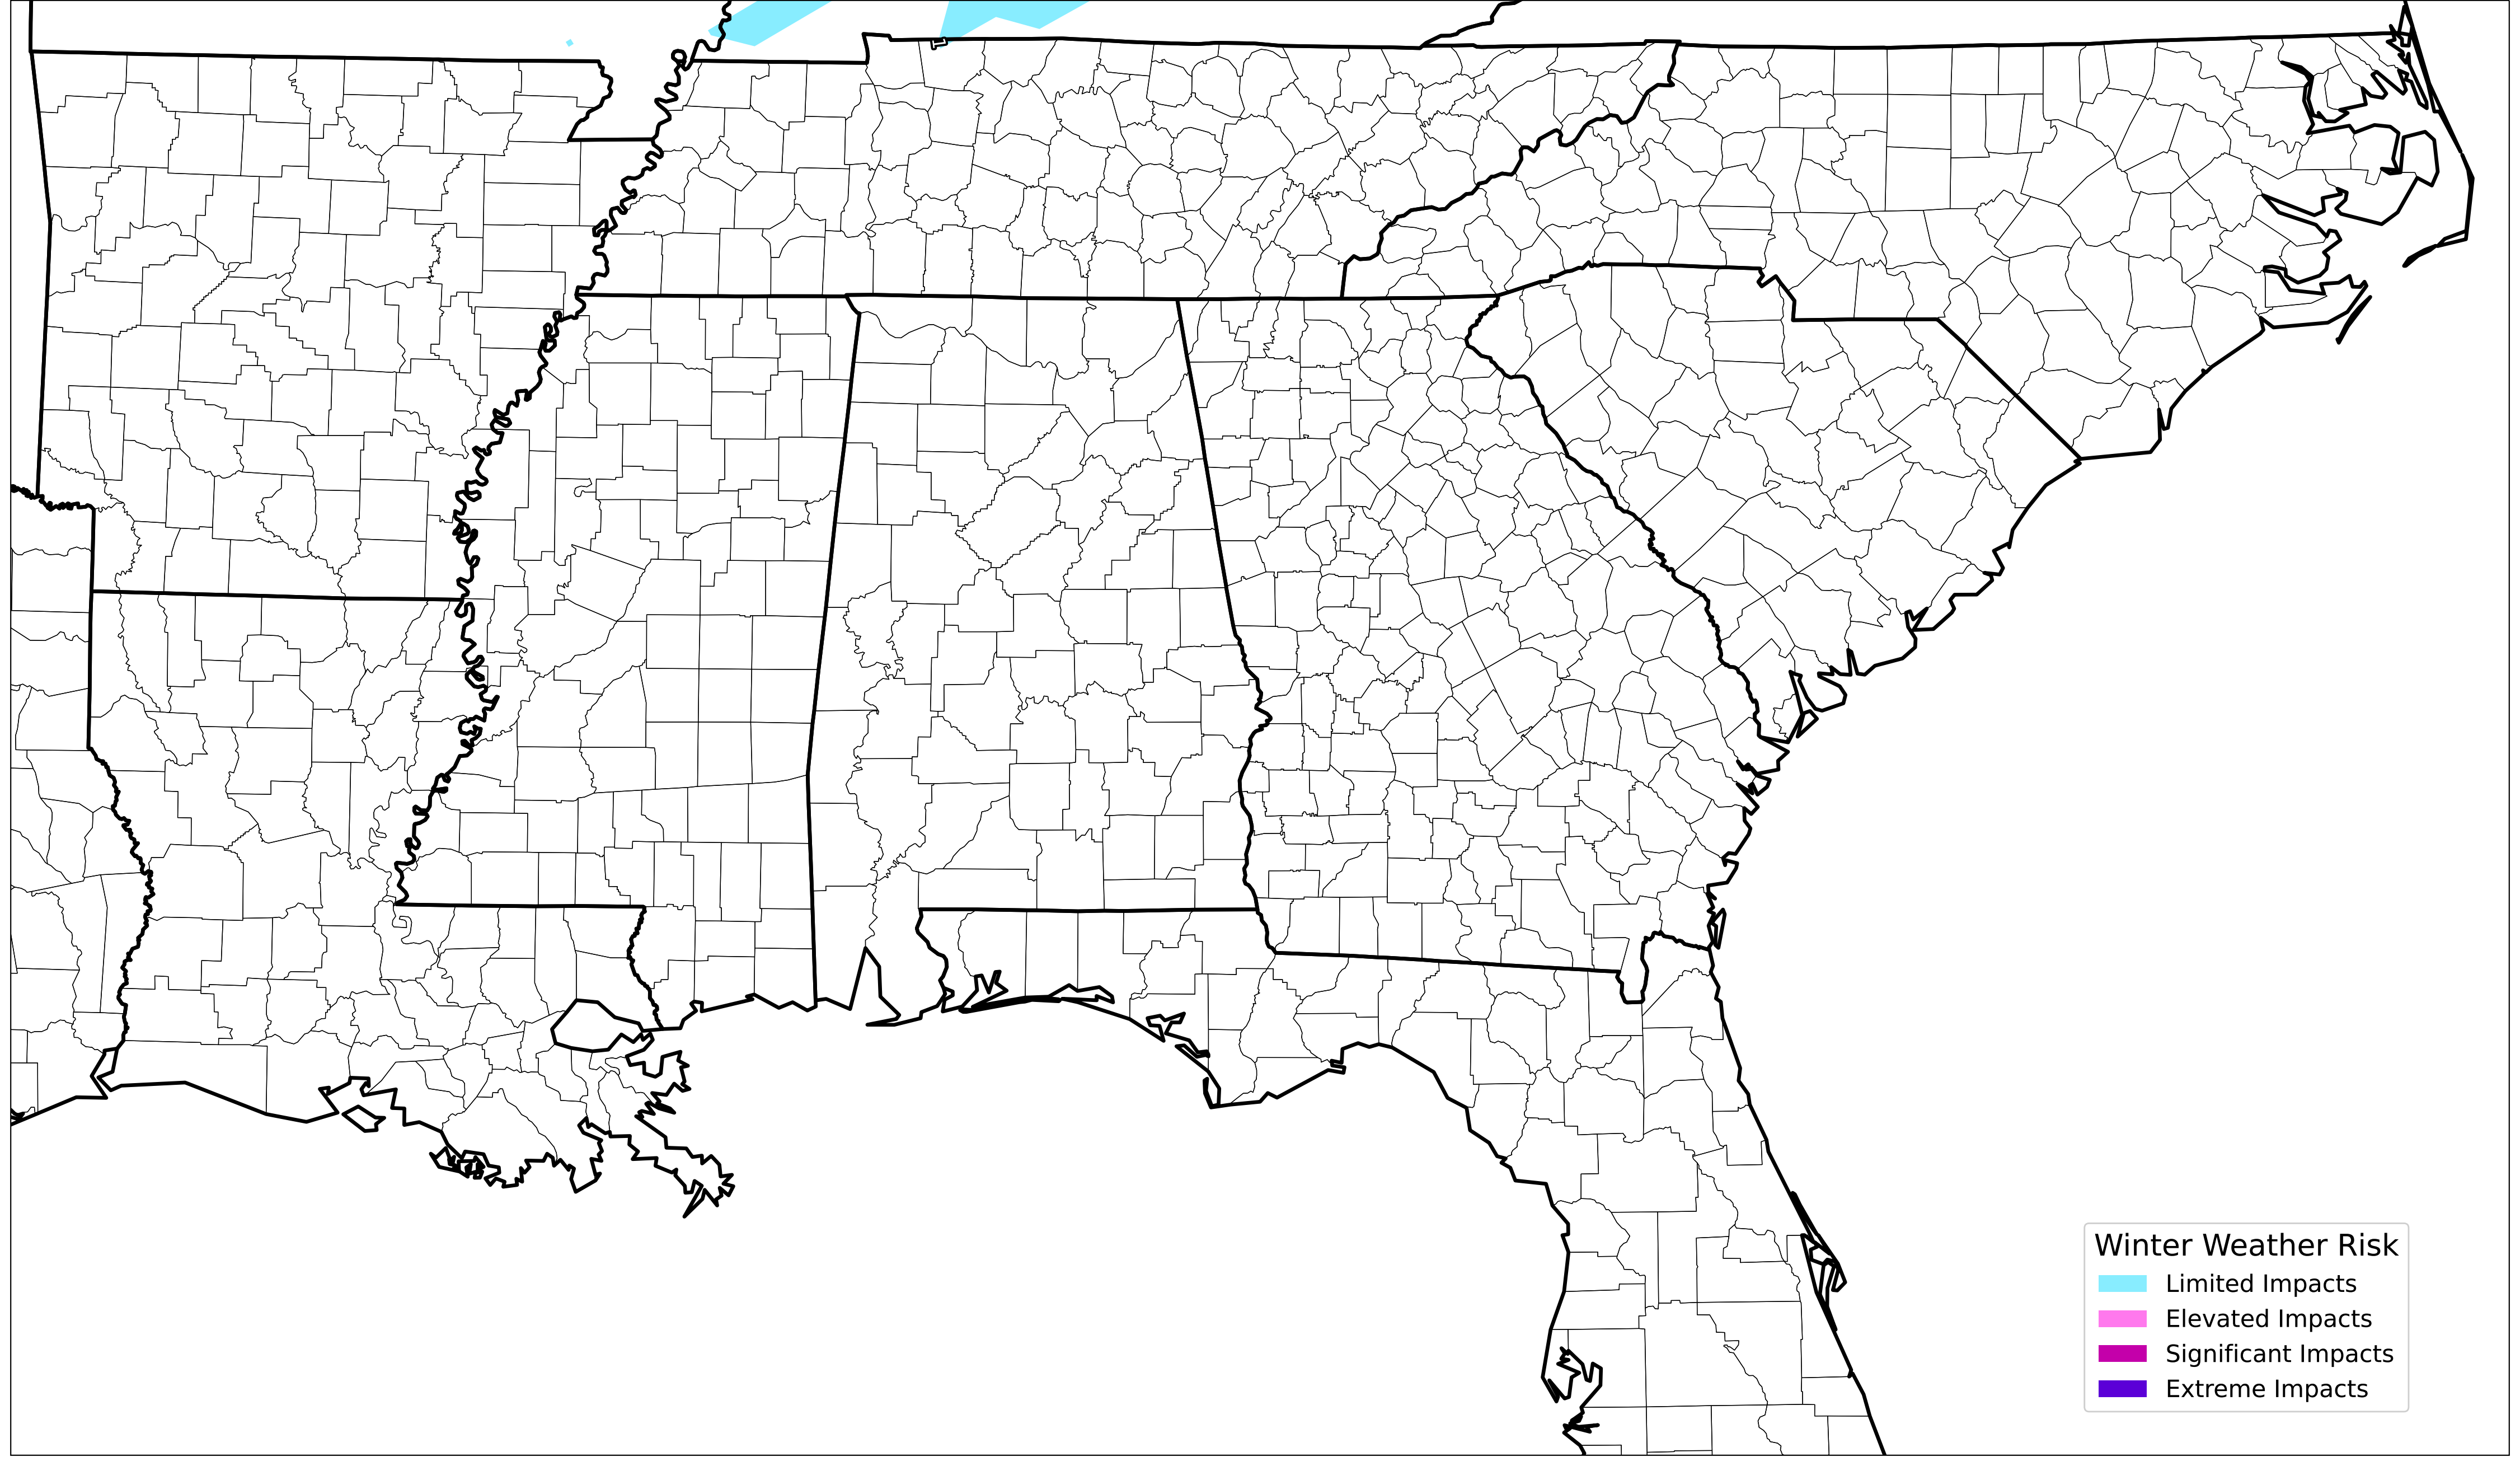 Winter Weather Risk
Limited Impacts
Elevated Impacts
Significant Impacts
Extreme Impacts